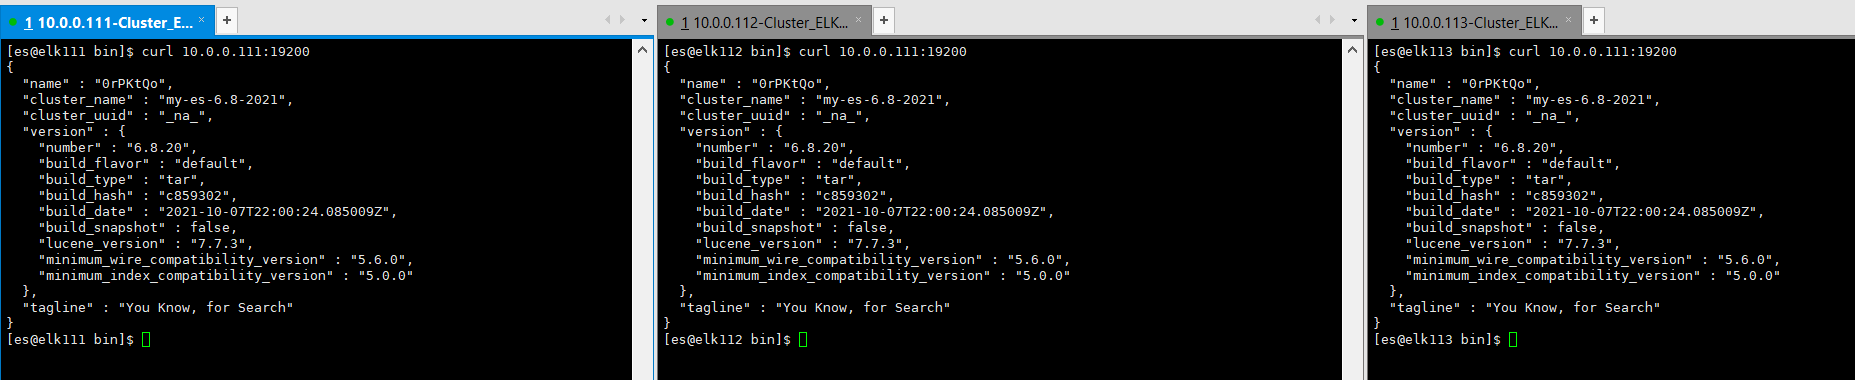 1 10.0.0.111-Cluster_E... × +
[es@elk111 bin]$ curl 10.0.0.111:19200
{
  "name" : "0rPKtQo",
  "cluster_name" : "my-es-6.8-2021",
  "cluster_uuid" : "_na_",
  "version" : {
    "number" : "6.8.20",
    "build_flavor" : "default",
    "build_type" : "tar",
    "build_hash" : "c859302",
    "build_date" : "2021-10-07T22:00:24.085009Z",
    "build_snapshot" : false,
    "lucene_version" : "7.7.3",
    "minimum_wire_compatibility_version" : "5.6.0",
    "minimum_index_compatibility_version" : "5.0.0"
  },
  "tagline" : "You Know, for Search"
}
[es@elk111 bin]$
1 10.0.0.112-Cluster_ELK... × +
[es@elk112 bin]$ curl 10.0.0.111:19200
{
  "name" : "0rPKtQo",
  "cluster_name" : "my-es-6.8-2021",
  "cluster_uuid" : "_na_",
  "version" : {
    "number" : "6.8.20",
    "build_flavor" : "default",
    "build_type" : "tar",
    "build_hash" : "c859302",
    "build_date" : "2021-10-07T22:00:24.085009Z",
    "build_snapshot" : false,
    "lucene_version" : "7.7.3",
    "minimum_wire_compatibility_version" : "5.6.0",
    "minimum_index_compatibility_version" : "5.0.0"
  },
  "tagline" : "You Know, for Search"
}
[es@elk112 bin]$
1 10.0.0.113-Cluster_ELK... × +
[es@elk113 bin]$ curl 10.0.0.111:19200
{
  "name" : "0rPKtQo",
  "cluster_name" : "my-es-6.8-2021",
  "cluster_uuid" : "_na_",
  "version" : {
    "number" : "6.8.20",
    "build_flavor" : "default",
    "build_type" : "tar",
    "build_hash" : "c859302",
    "build_date" : "2021-10-07T22:00:24.085009Z",
    "build_snapshot" : false,
    "lucene_version" : "7.7.3",
    "minimum_wire_compatibility_version" : "5.6.0",
    "minimum_index_compatibility_version" : "5.0.0"
  },
  "tagline" : "You Know, for Search"
}
[es@elk113 bin]$